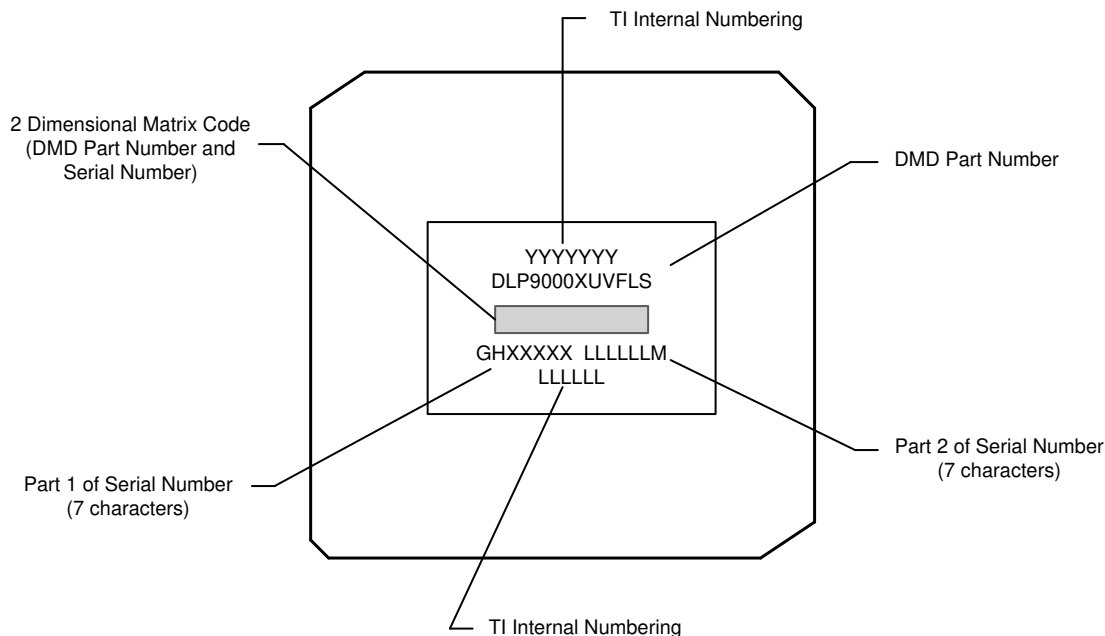 TI Internal Numbering
2 Dimensional Matrix Code
(DMD Part Number and
Serial Number)
DMD Part Number
YYYYYYY
DLP9000XUVFLS
GHXXXXX LLLLLLM
LLLLLL
Part 2 of Serial Number
(7 characters)
Part 1 of Serial Number
(7 characters)
TI Internal Numbering